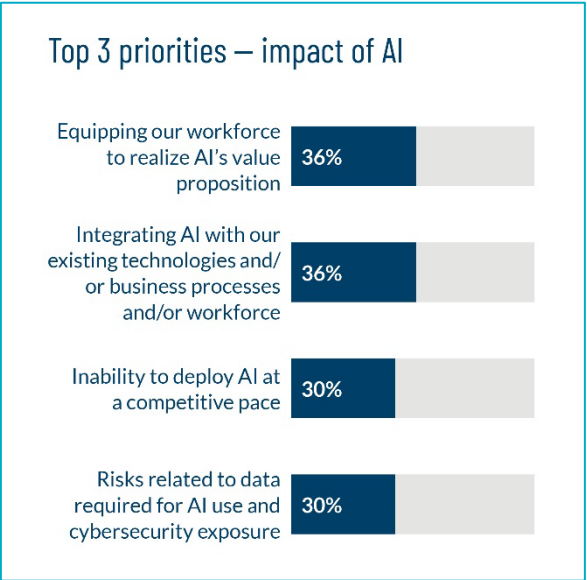 Top 3 priorities — impact of AI
Equipping our workforce
to realize AI’s value
proposition
36%
Integrating AI with our
existing technologies and/
or business processes
and/or workforce
36%
Inability to deploy AI at
a competitive pace
30%
Risks related to data
required for AI use and
cybersecurity exposure
30%